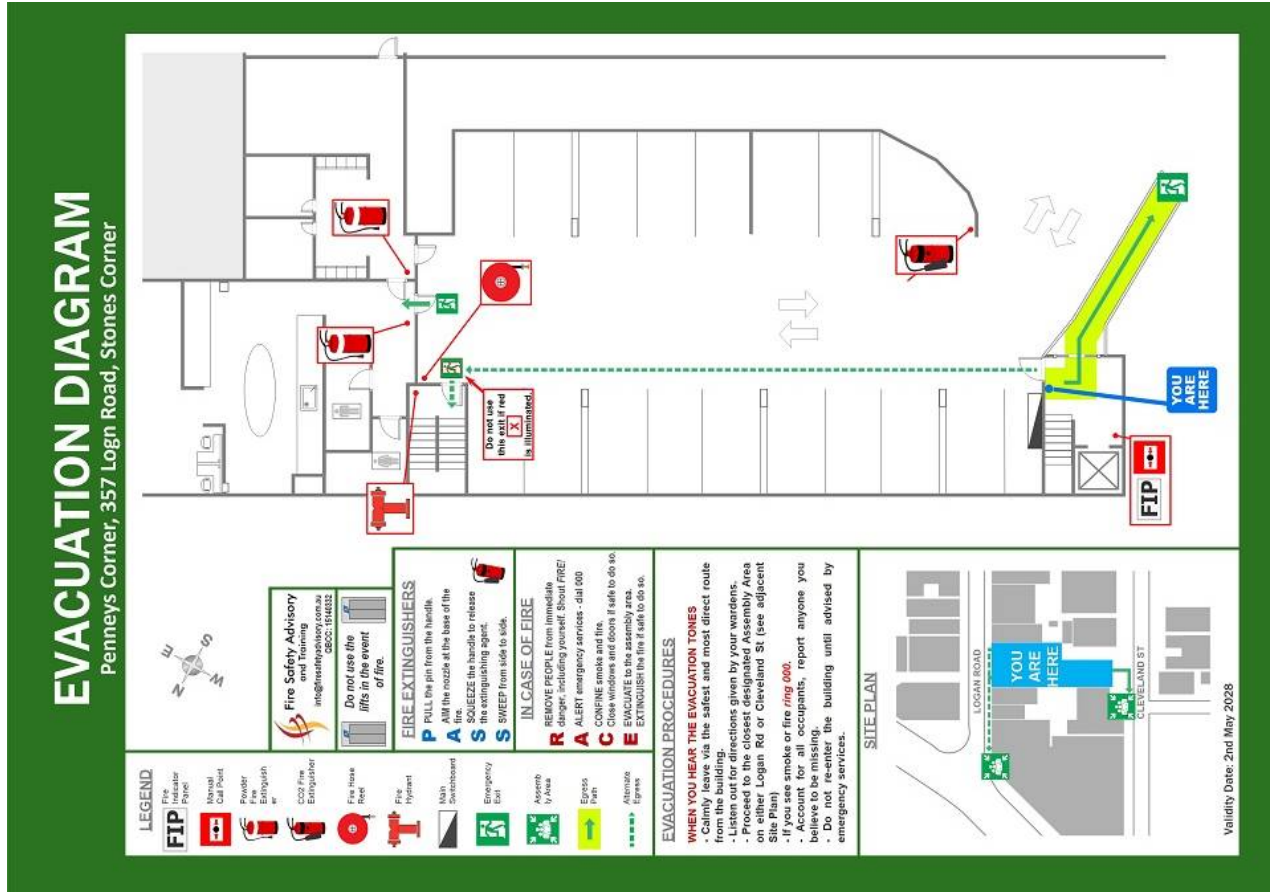 EVACUATION DIAGRAM
Penneys Corner, 357 Logn Road, Stones Corner
LEGEND
FIP
Fire
Indicator
Panel
Manual
Call Point
Powder
Fire
Extinguish
er
CO2 Fire
Extinguisher
Fire Hose
Reel
Fire
Hydrant
Main
Switchboard
Emergency
Exit
Assemb
ly Area
Egress
Path
Alternate
Egress
N
E
S
W
Fire Safety Advisory
and Training
info@firesafetyadvisory.com.au
QBCC: 15140332
Do not use the
lifts in the event
of fire.
FIRE EXTINGUISHERS
P PULL the pin from the handle.
A AIM the nozzle at the base of the
fire.
S SQUEEZE the handle to release
the extinguishing agent.
S SWEEP from side to side.
IN CASE OF FIRE
R REMOVE PEOPLE from immediate
danger, including yourself. Shout FIRE!
A ALERT emergency services - dial 000
C CONFINE smoke and fire.
Close windows and doors if safe to do so.
E EVACUATE to the assembly area.
EXTINGUISH the fire if safe to do so.
EVACUATION PROCEDURES
WHEN YOU HEAR THE EVACUATION TONES
- Calmly leave via the safest and most direct route
from the building.
- Listen out for directions given by your wardens.
- Proceed to the closest designated Assembly Area
on either Logan Rd or Cleveland St (see adjacent
Site Plan)
- If you see smoke or fire ring 000.
- Account for all occupants, report anyone you
believe to be missing.
- Do not re-enter the building until advised by
emergency services.
SITE PLAN
LOGAN ROAD
YOU
ARE
HERE
CLEVELAND ST
Validity Date: 2nd May 2028
Do not use
this exit if red
X
is illuminated.
FIP
YOU
ARE
HERE